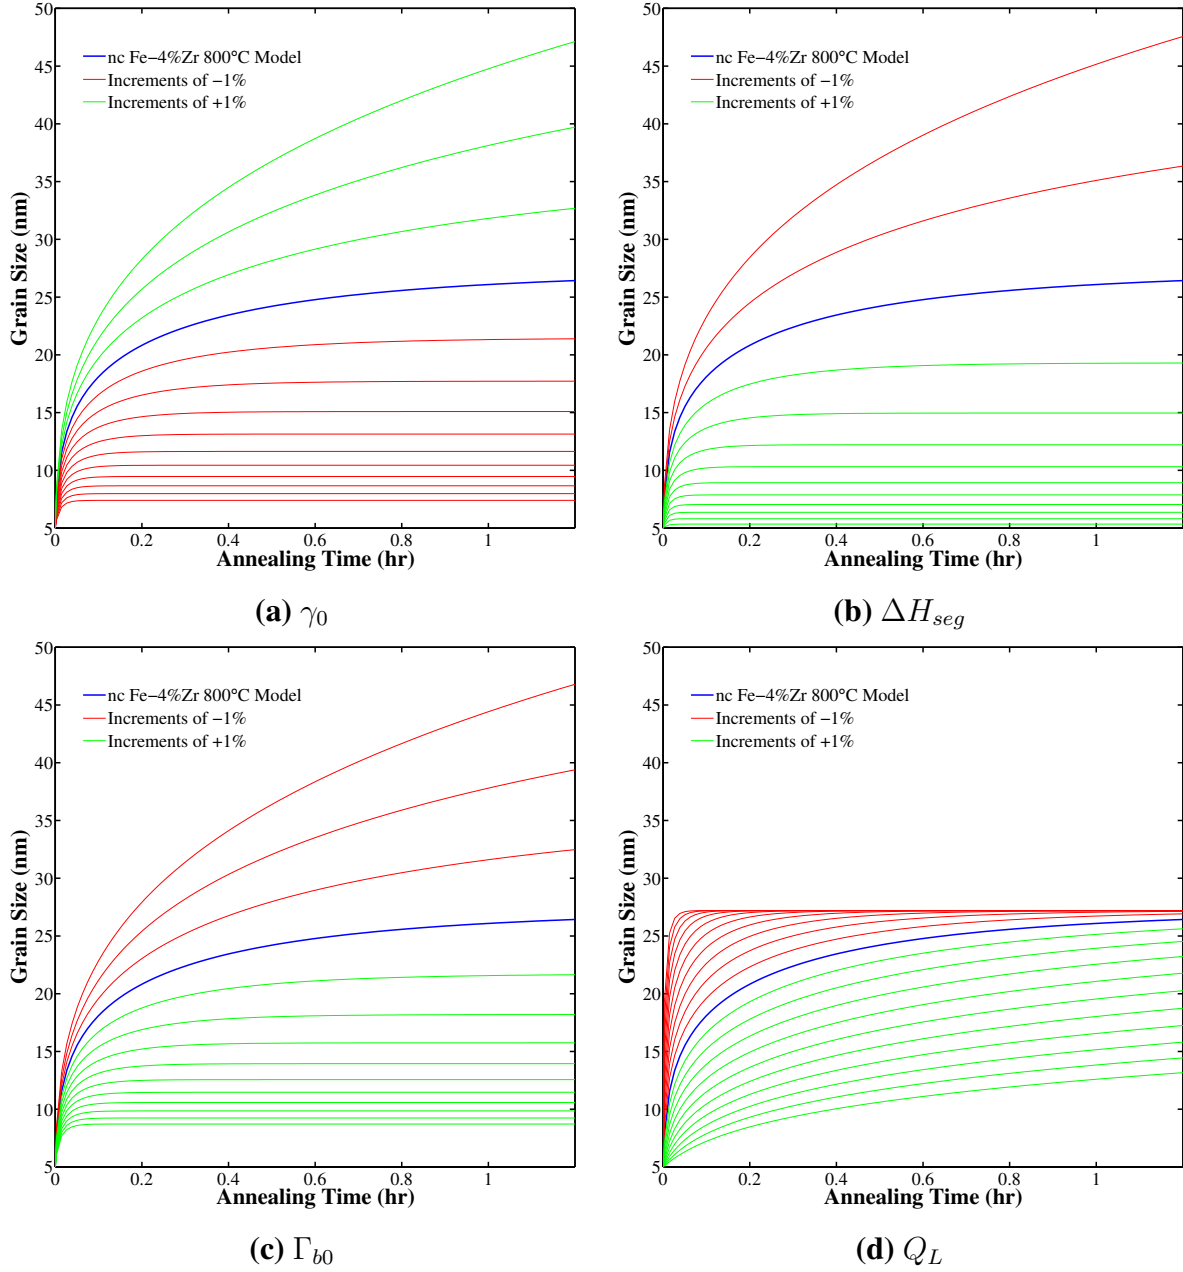 50
45
40
35
30
25
20
15
10
5
Grain Size (nm)
nc Fe−4%Zr 800°C Model
Increments of −1%
Increments of +1%
0 0.2 0.4 0.6 0.8 1
Annealing Time (hr)
(a) γ0
50
45
40
35
30
25
20
15
10
5
Grain Size (nm)
nc Fe−4%Zr 800°C Model
Increments of −1%
Increments of +1%
0 0.2 0.4 0.6 0.8 1
Annealing Time (hr)
(b) ΔHseg
50
45
40
35
30
25
20
15
10
5
Grain Size (nm)
nc Fe−4%Zr 800°C Model
Increments of −1%
Increments of +1%
0 0.2 0.4 0.6 0.8 1
Annealing Time (hr)
(c) Γb0
50
45
40
35
30
25
20
15
10
5
Grain Size (nm)
nc Fe−4%Zr 800°C Model
Increments of −1%
Increments of +1%
0 0.2 0.4 0.6 0.8 1
Annealing Time (hr)
(d) QL